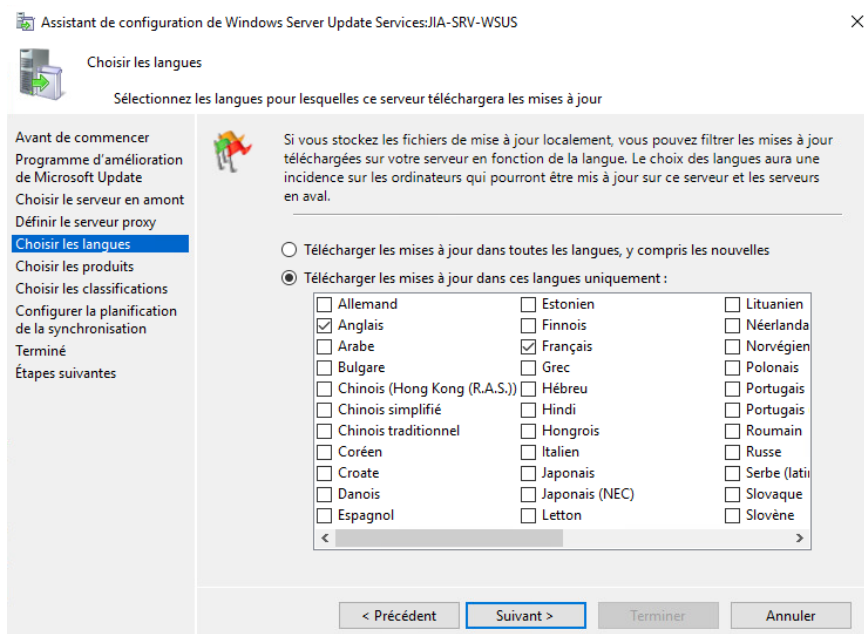 Assistant de configuration de Windows Server Update Services:JIA-SRV-WSUS
Choisir les langues
Sélectionnez les langues pour lesquelles ce serveur téléchargera les mises à jour
Avant de commencer
Programme d'amélioration
de Microsoft Update
Choisir le serveur en amont
Définir le serveur proxy
Choisir les langues
Choisir les produits
Choisir les classifications
Configurer la planification
de la synchronisation
Terminé
Étapes suivantes
Si vous stockez les fichiers de mise à jour localement, vous pouvez filtrer les mises à jour
téléchargées sur votre serveur en fonction de la langue. Le choix des langues aura une
incidence sur les ordinateurs qui pourront être mis à jour sur ce serveur et les serveurs
en aval.
Télécharger les mises à jour dans toutes les langues, y compris les nouvelles
Télécharger les mises à jour dans ces langues uniquement :
Allemand Estonien Lituanien
Anglais Finnois Néerlanda
Arabe Français Norvégien
Bulgare Grec Polonais
Chinois (Hong Kong (R.A.S.)) Hébreu Portugais
Chinois simplifié Hindi Portugais
Chinois traditionnel Hongrois Roumain
Coréen Italien Russe
Croate Japonais Serbe (lati
Danois Japonais (NEC) Slovaque
Espagnol Letton Slovène
< Précédent Suivant > Terminer Annuler